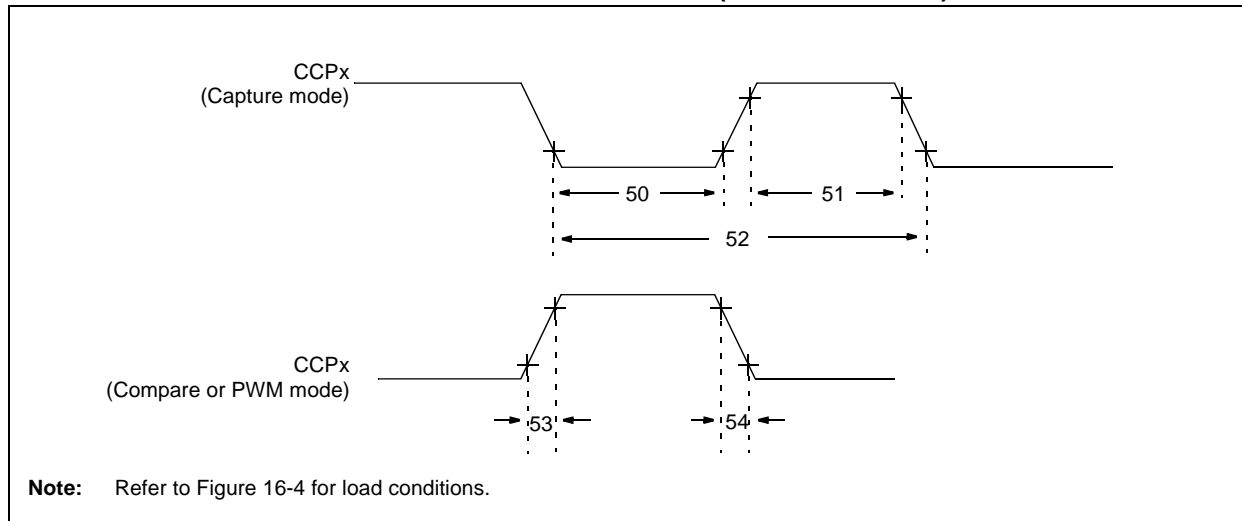 CCPx
(Capture mode)
50
51
52
CCPx
(Compare or PWM mode)
53
54
Note: Refer to Figure 16-4 for load conditions.